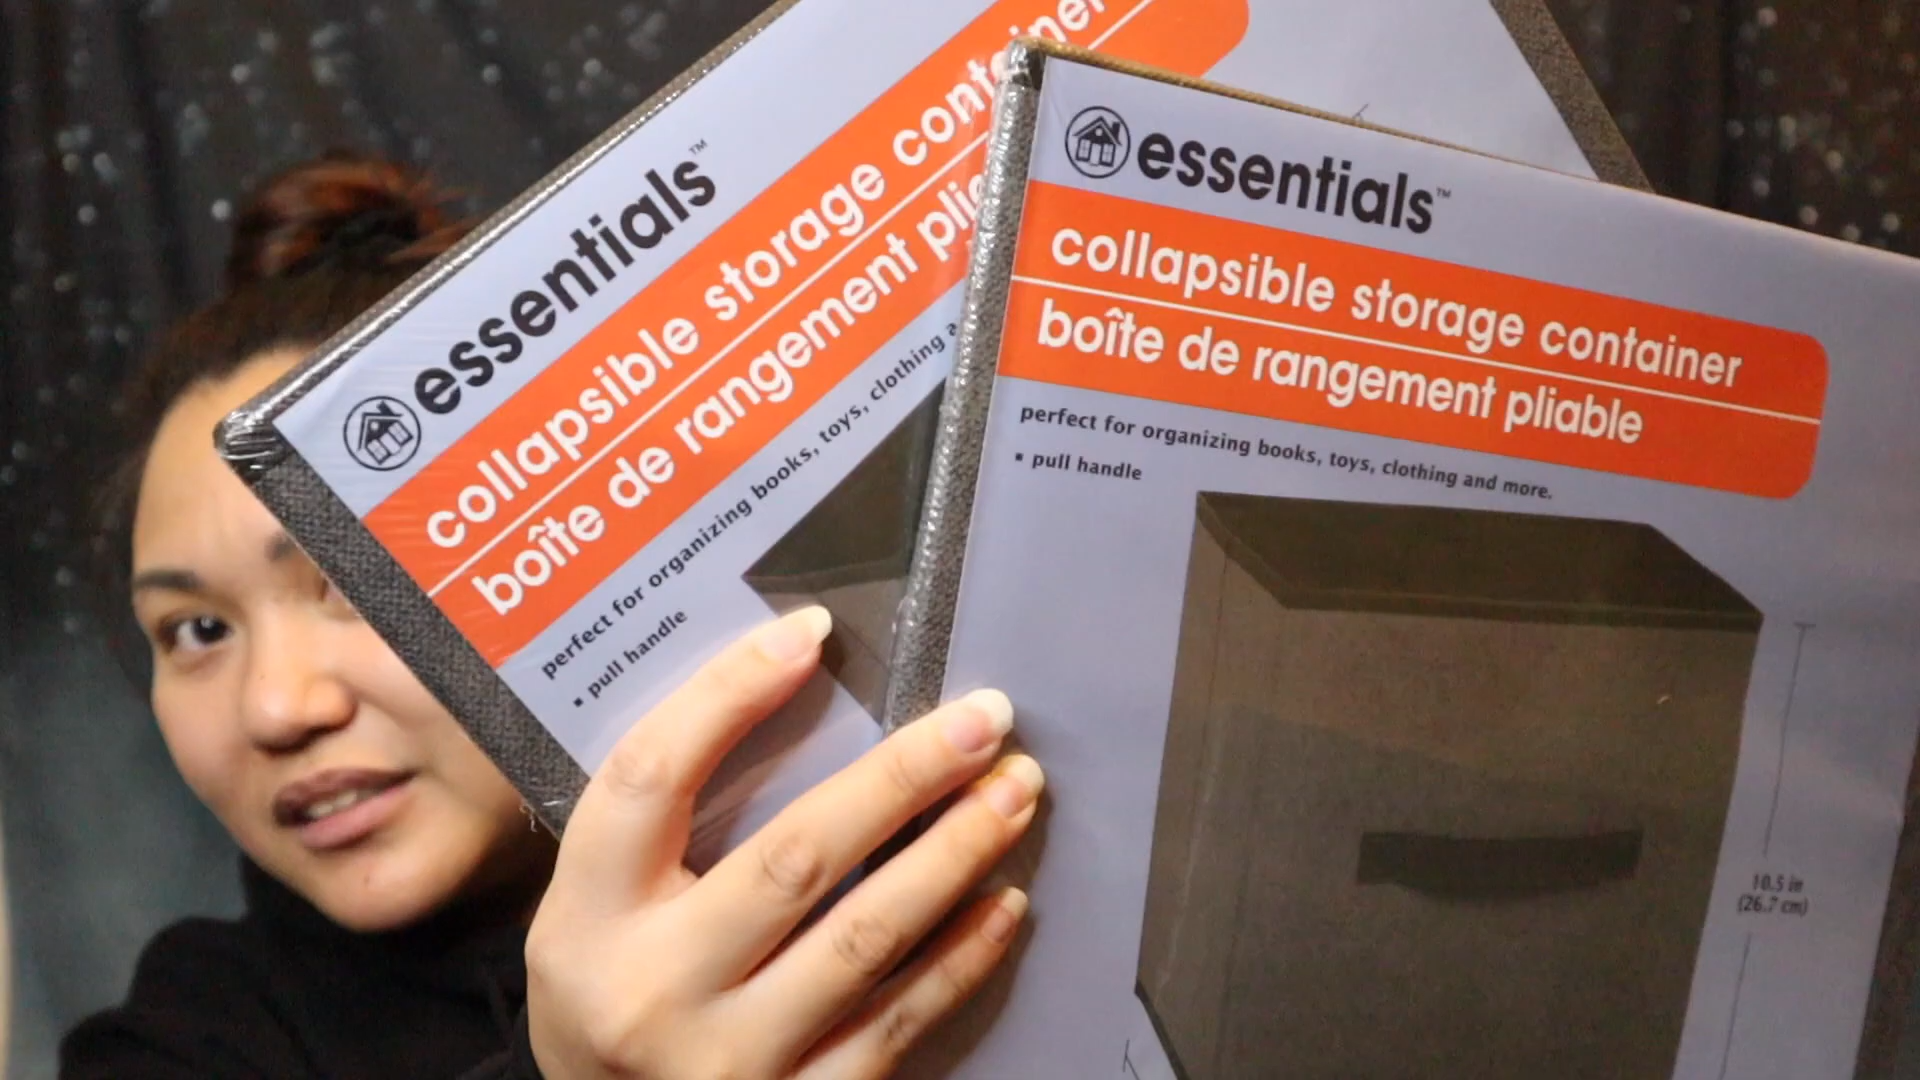 essentials™
collapsible storage container
boîte de rangement
perfect for organizing books, toys, clothing
▪ pull handle
essentials™
collapsible storage container
boîte de rangement pliable
perfect for organizing books, toys, clothing and more.
▪ pull handle
10.5 in
(26.7 cm)